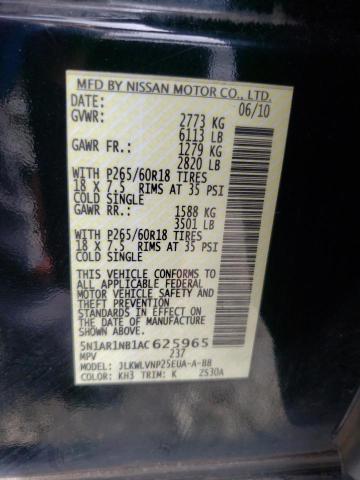 MFD BY NISSAN MOTOR CO., LTD.
DATE: 06/10
GVWR: 2773 KG
6113 LB
GAWR FR.: 1279 KG
2820 LB
WITH P265/60R18 TIRES
18 X 7.5 RIMS AT 35 PSI
COLD SINGLE
GAWR RR.: 1588 KG
3501 LB
WITH P265/60R18 TIRES
18 X 7.5 RIMS AT 35 PSI
COLD SINGLE
THIS VEHICLE CONFORMS TO
ALL APPLICABLE FEDERAL
MOTOR VEHICLE SAFETY
AND THEFT PREVENTION
STANDARDS IN EFFECT ON
THE DATE OF MANUFACTURE
SHOWN ABOVE.
5N1AR1NB1AC625965
MPV 237
MODEL: JLKWLVNP25EUA-A-BB
COLOR: KH3 TRIM: K 2530A